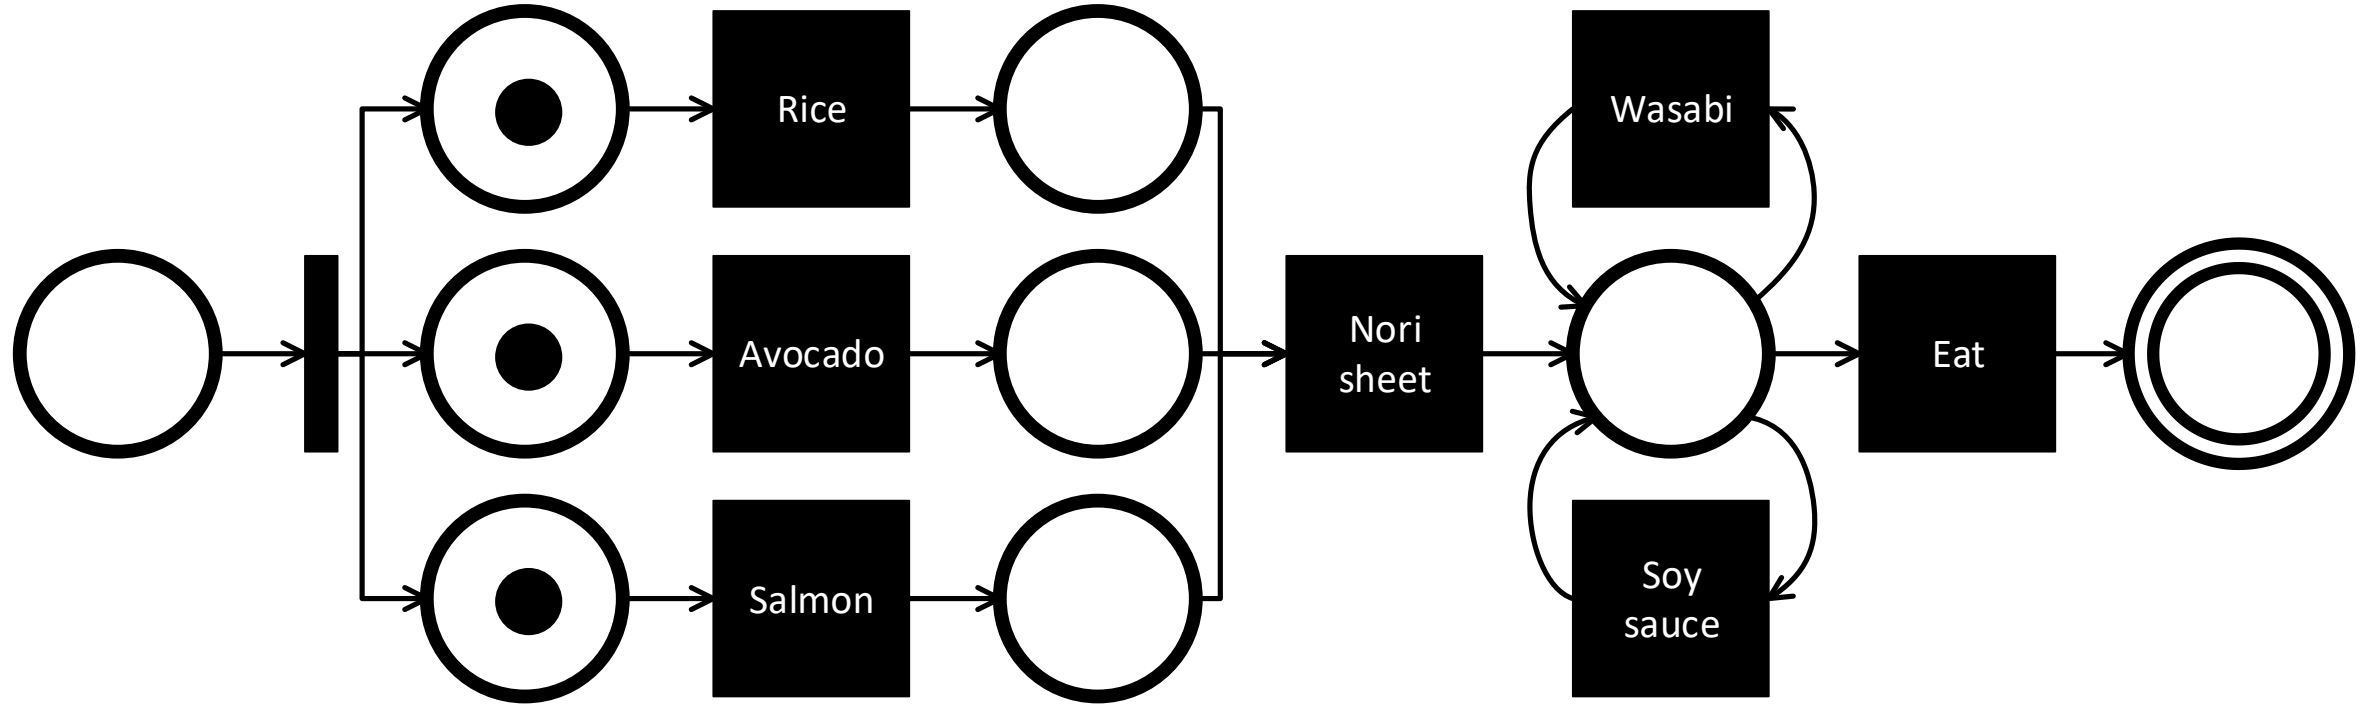 Rice
Avocado
Salmon
Nori
sheet
Wasabi
Soy
sauce
Eat